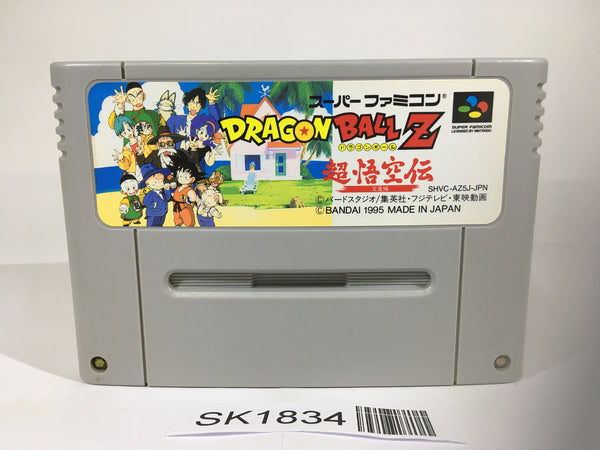 スーパーファミコン®
DRAGON BALL Z
ドラゴンボール
超・悟空伝
突激編
SUPER FAMICOM
LICENSED BY NINTENDO
SHVC-AZ5J-JPN
©バードスタジオ/集英社・フジテレビ・東映動画
©BANDAI 1995 MADE IN JAPAN
SK1834